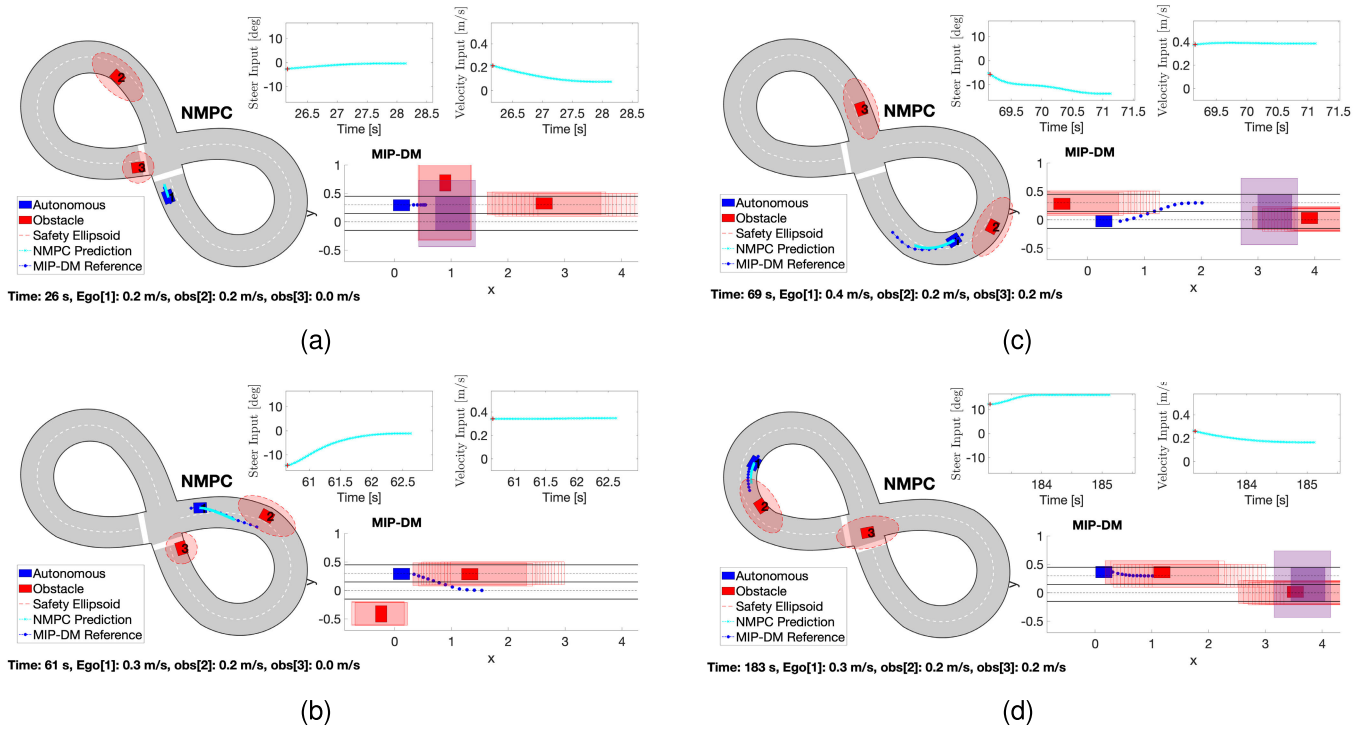 Steer Input [deg]
10
0
-10
26.5 27 27.5 28 28.5
Time [s]
Velocity Input [m/s]
0.4
0.2
0
26.5 27 27.5 28 28.5
Time [s]
2
3
NMPC
MIP-DM
y
0.5
0
-0.5
0 1 2 3 4
x
Autonomous
Obstacle
Safety Ellipsoid
NMPC Prediction
MIP-DM Reference
Time: 26 s, Ego[1]: 0.2 m/s, obs[2]: 0.2 m/s, obs[3]: 0.0 m/s
(a)
Steer Input [deg]
10
0
-10
69.5 70 70.5 71 71.5
Time [s]
Velocity Input [m/s]
0.4
0.2
0
69.5 70 70.5 71 71.5
Time [s]
3
NMPC
2
MIP-DM
y
0.5
0
-0.5
0 1 2 3 4
x
Autonomous
Obstacle
Safety Ellipsoid
NMPC Prediction
MIP-DM Reference
Time: 69 s, Ego[1]: 0.4 m/s, obs[2]: 0.2 m/s, obs[3]: 0.2 m/s
(c)
Steer Input [deg]
10
0
-10
61 61.5 62 62.5
Time [s]
Velocity Input [m/s]
0.4
0.2
0
61 61.5 62 62.5
Time [s]
NMPC
2
3
MIP-DM
y
0.5
0
-0.5
0 1 2 3 4
x
Autonomous
Obstacle
Safety Ellipsoid
NMPC Prediction
MIP-DM Reference
Time: 61 s, Ego[1]: 0.3 m/s, obs[2]: 0.2 m/s, obs[3]: 0.0 m/s
(b)
Steer Input [deg]
10
0
-10
184 185
Time [s]
Velocity Input [m/s
0.4
0.2
0
184 185
Time [s]
NMPC
2
3
MIP-DM
y
0.5
0
-0.5
0 1 2 3 4
x
Autonomous
Obstacle
Safety Ellipsoid
NMPC Prediction
MIP-DM Reference
Time: 183 s, Ego[1]: 0.3 m/s, obs[2]: 0.2 m/s, obs[3]: 0.2 m/s
(d)